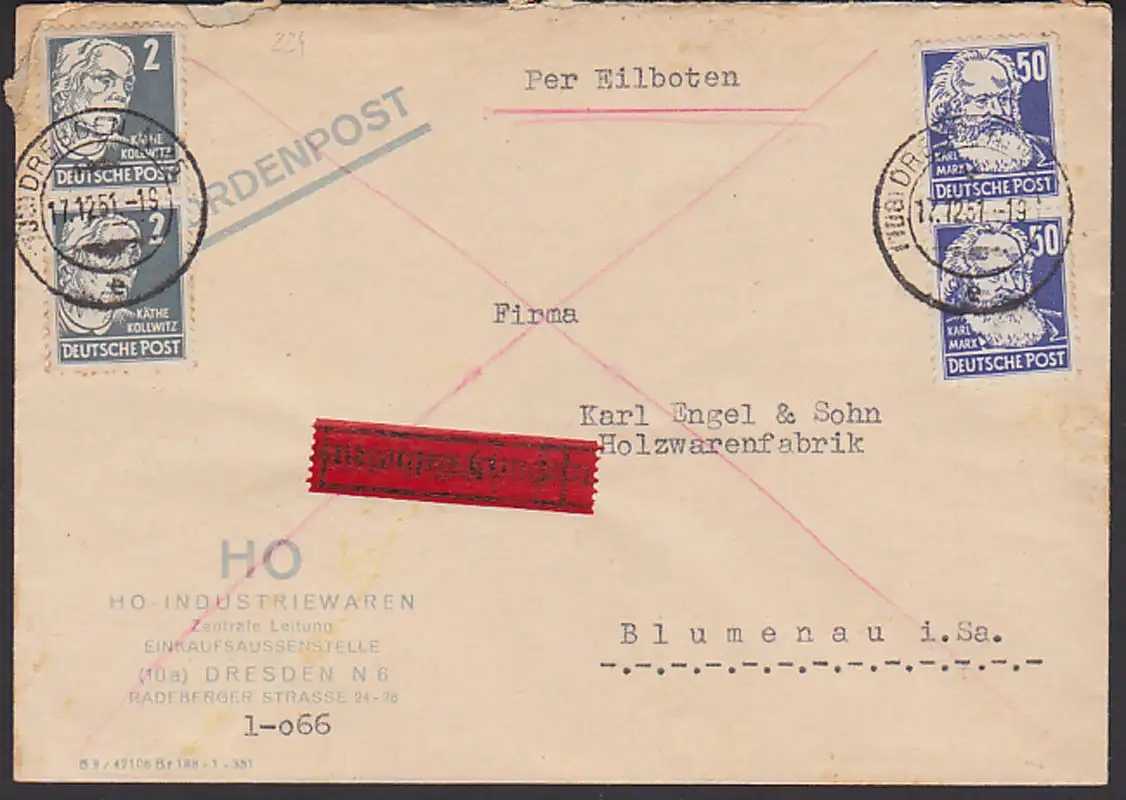 224
Per Eilboten
2
KÄTHE
KOLLWITZ
DEUTSCHE POST
2
KÄTHE
KOLLWITZ
DEUTSCHE POST
17.12.51.-19
e
RDENPOST
50
KARL
MARX
DEUTSCHE POST
50
KARL
MARX
DEUTSCHE POST
17.12.51.-19
e
Firma
Karl Engel & Sohn
Holzwarenfabrik
Blumenau i.Sa.
HO
HO-INDUSTRIEWAREN
Zentrale Leitung
EINKAUFSAUSSENSTELLE
(10a) DRESDEN N 6
RADEBERGER STRASSE 24-26
1-o66